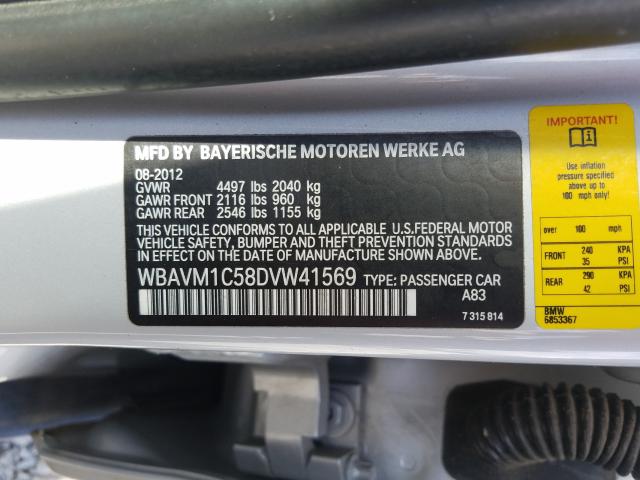 MFD BY BAYERISCHE MOTOREN WERKE AG
08-2012
GVWR 4497 lbs 2040 kg
GAWR FRONT 2116 lbs 960 kg
GAWR REAR 2546 lbs 1155 kg
THIS VEHICLE CONFORMS TO ALL APPLICABLE U.S.FEDERAL MOTOR
VEHICLE SAFETY, BUMPER AND THEFT PREVENTION STANDARDS
IN EFFECT ON THE DATE OF MANUFACTURE SHOWN ABOVE.
WBAVM1C58DVW41569 TYPE: PASSENGER CAR
A83
7 315 814
IMPORTANT!
Use inflation
pressure specified
for up to
100 mph only!
over 100 mph
FRONT 240 KPA
35 PSI
REAR 290 KPA
42 PSI
BMW
6853367